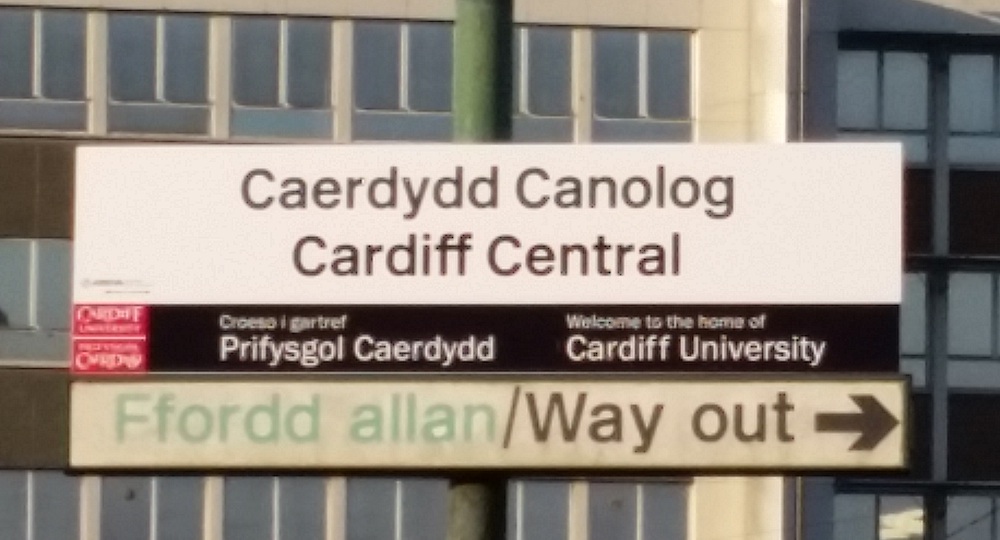 Caerdydd Canolog
Cardiff Central
CARDIFF
UNIVERSITY
PRIFYSGOL
CAERDYDD
Croeso i gartref
Prifysgol Caerdydd
Welcome to the home of
Cardiff University
Ffordd allan/Way out